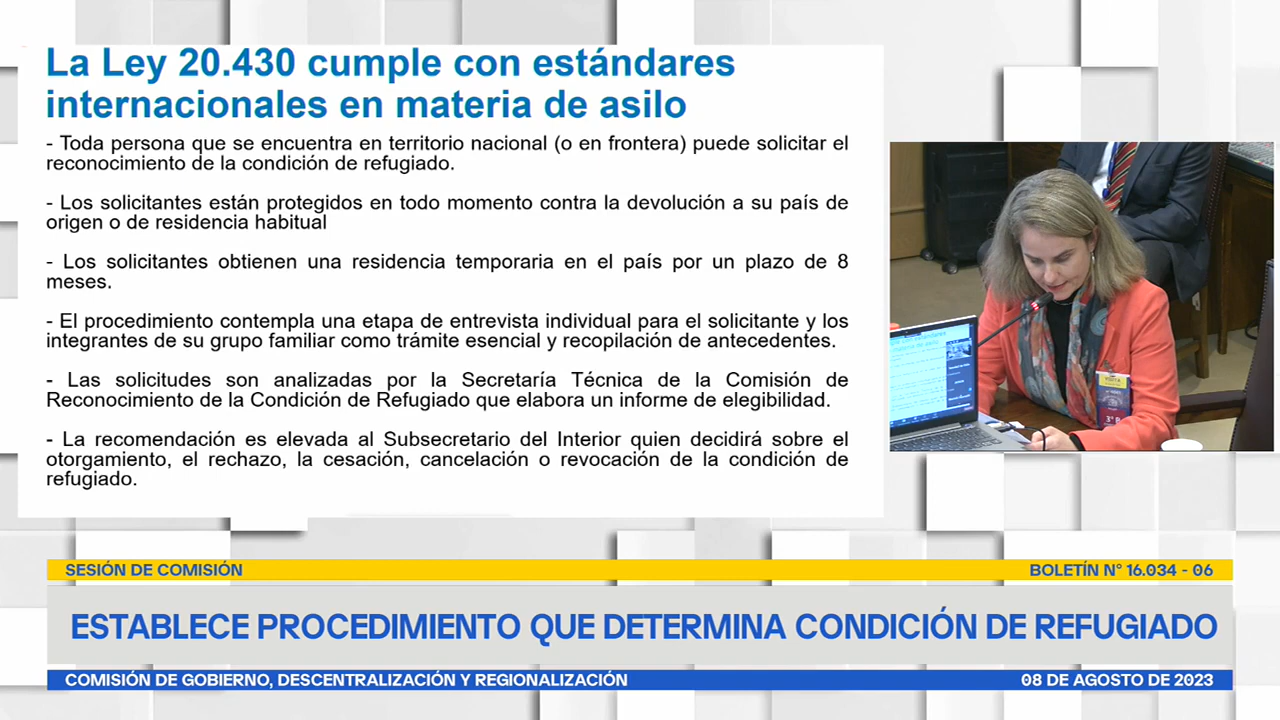 La Ley 20.430 cumple con estándares
internacionales en materia de asilo
- Toda persona que se encuentra en territorio nacional (o en frontera) puede solicitar el
reconocimiento de la condición de refugiado.
- Los solicitantes están protegidos en todo momento contra la devolución a su país de
origen o de residencia habitual
- Los solicitantes obtienen una residencia temporaria en el país por un plazo de 8
meses.
- El procedimiento contempla una etapa de entrevista individual para el solicitante y los
integrantes de su grupo familiar como trámite esencial y recopilación de antecedentes.
- Las solicitudes son analizadas por la Secretaría Técnica de la Comisión de
Reconocimiento de la Condición de Refugiado que elabora un informe de elegibilidad.
- La recomendación es elevada al Subsecretario del Interior quien decidirá sobre el
otorgamiento, el rechazo, la cesación, cancelación o revocación de la condición de
refugiado.
SESIÓN DE COMISIÓN
BOLETÍN N° 16.034 - 06
ESTABLECE PROCEDIMIENTO QUE DETERMINA CONDICIÓN DE REFUGIADO
COMISIÓN DE GOBIERNO, DESCENTRALIZACIÓN Y REGIONALIZACIÓN
08 DE AGOSTO DE 2023